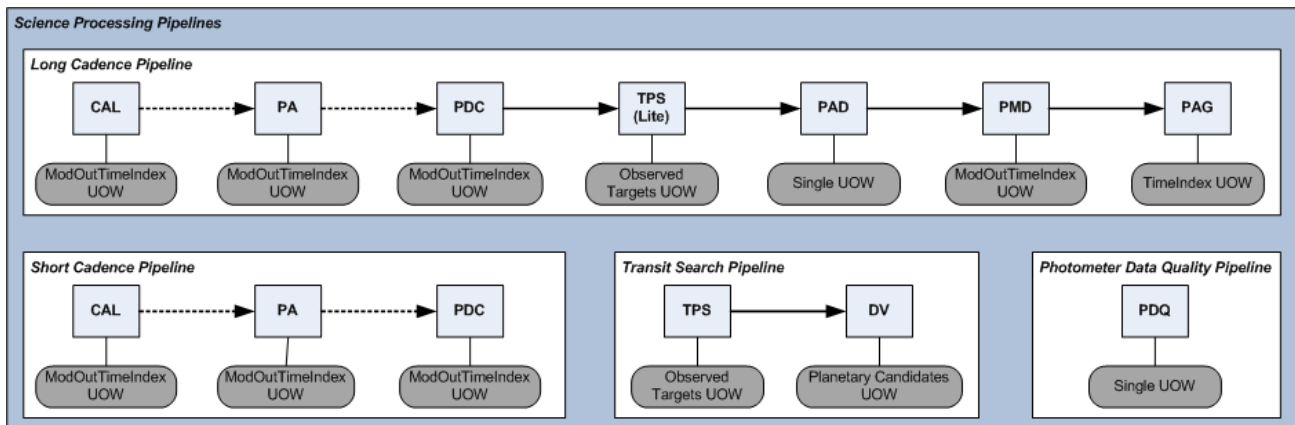 Science Processing Pipelines
Long Cadence Pipeline
CAL
PA
PDC
TPS
(Lite)
PAD
PMD
PAG
ModOutTimeIndex
UOW
ModOutTimeIndex
UOW
ModOutTimeIndex
UOW
Observed
Targets UOW
Single UOW
ModOutTimeIndex
UOW
TimeIndex UOW
Short Cadence Pipeline
CAL
PA
PDC
ModOutTimeIndex
UOW
ModOutTimeIndex
UOW
ModOutTimeIndex
UOW
Transit Search Pipeline
TPS
DV
Observed
Targets UOW
Planetary Candidates
UOW
Photometer Data Quality Pipeline
PDQ
Single UOW